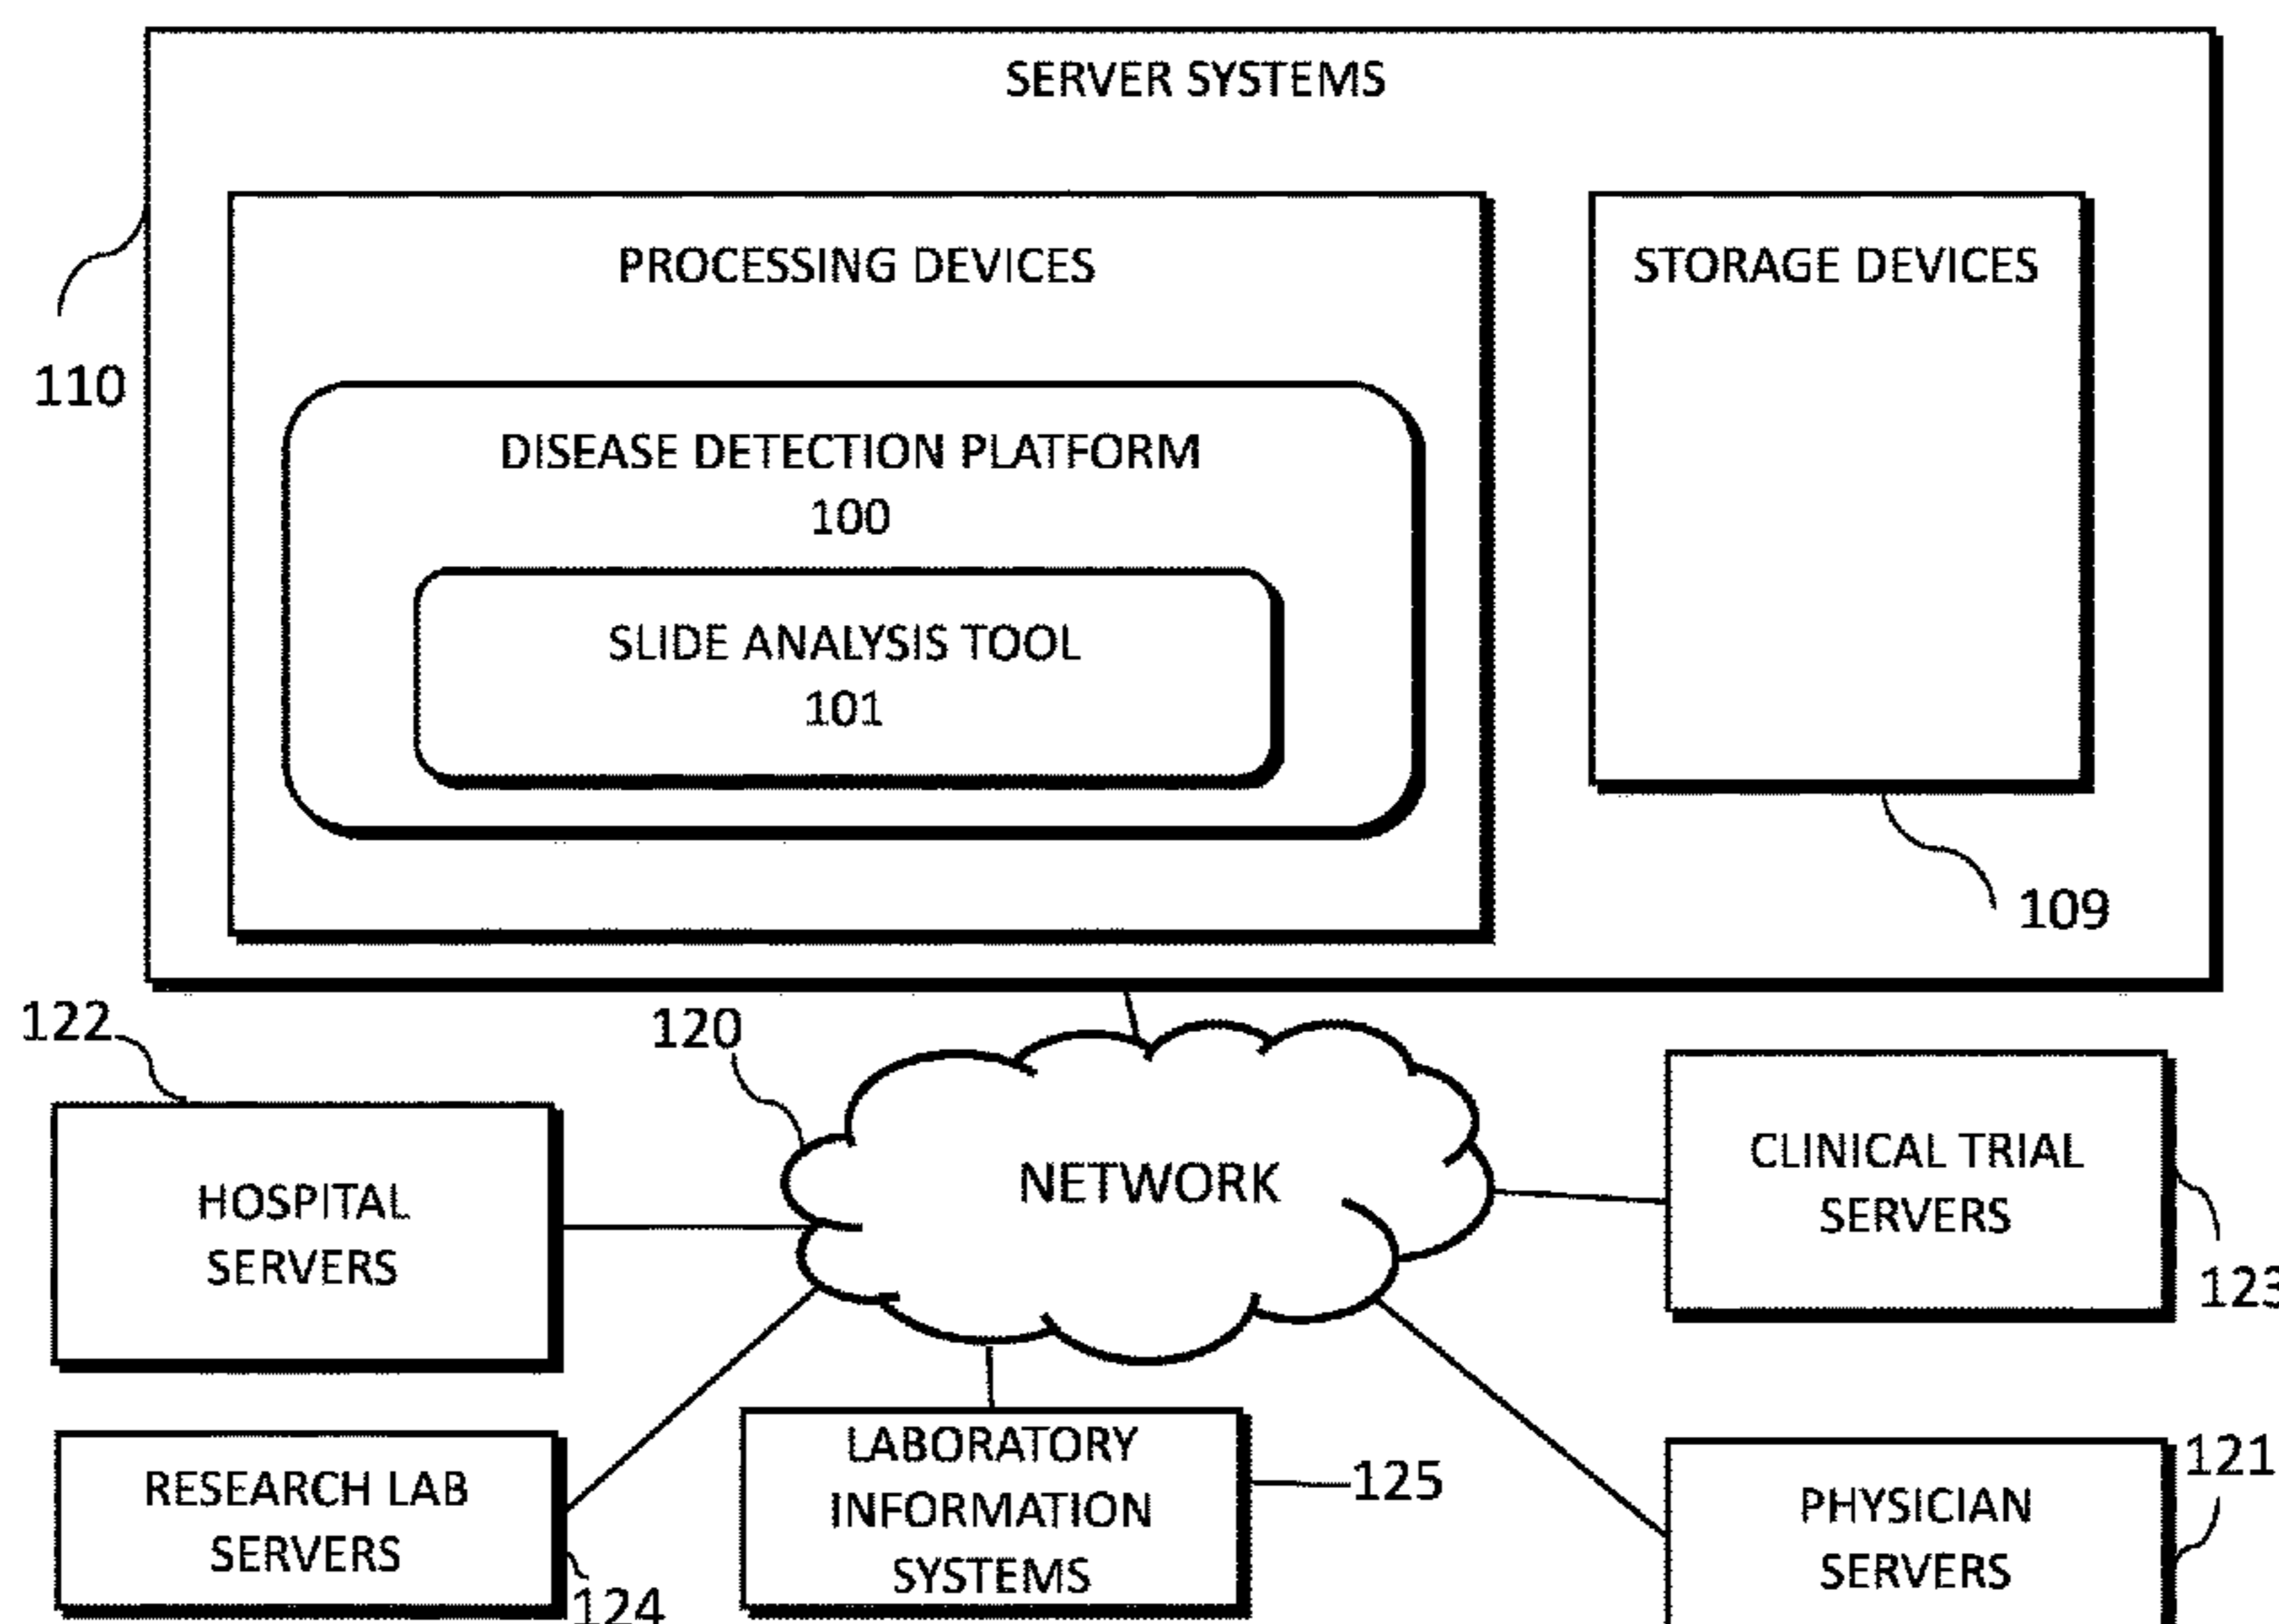 SERVER SYSTEMS
PROCESSING DEVICES
STORAGE DEVICES
110
DISEASE DETECTION PLATFORM
100
SLIDE ANALYSIS TOOL
101
109
122
120
HOSPITAL
SERVERS
NETWORK
CLINICAL TRIAL
SERVERS
123
RESEARCH LAB
SERVERS
124
LABORATORY
INFORMATION
SYSTEMS
125
121
PHYSICIAN
SERVERS